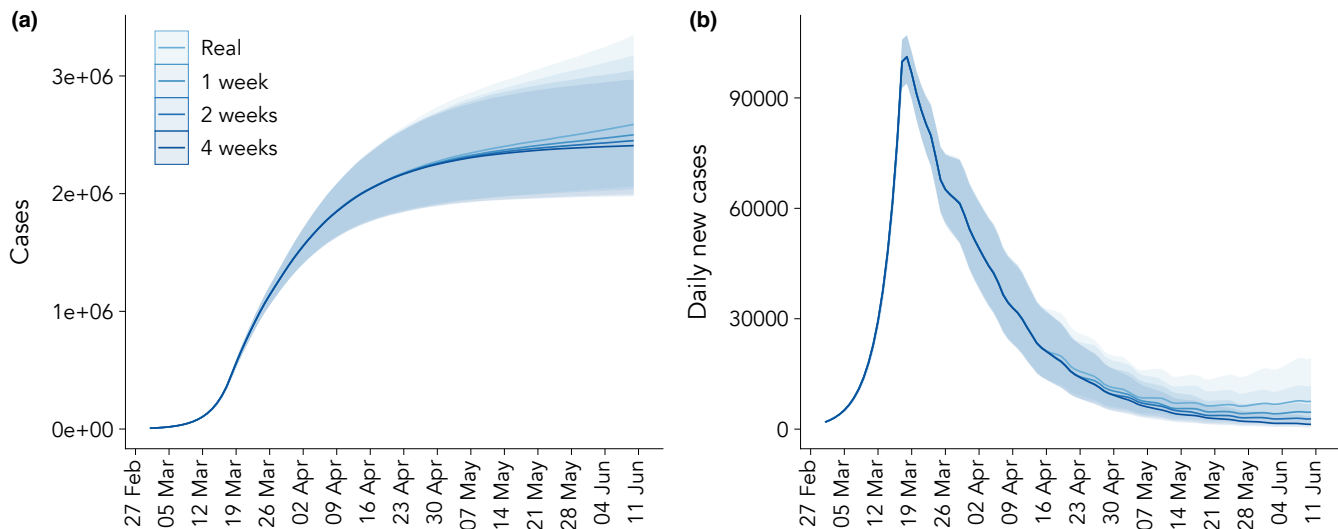 (a)
Real
1 week
2 weeks
4 weeks
Cases
3e+06
2e+06
1e+06
0e+00
27 Feb
05 Mar
12 Mar
19 Mar
26 Mar
02 Apr
09 Apr
16 Apr
23 Apr
30 Apr
07 May
14 May
21 May
28 May
04 Jun
11 Jun
(b)
Daily new cases
90000
60000
30000
0
27 Feb
05 Mar
12 Mar
19 Mar
26 Mar
02 Apr
09 Apr
16 Apr
23 Apr
30 Apr
07 May
14 May
21 May
28 May
04 Jun
11 Jun